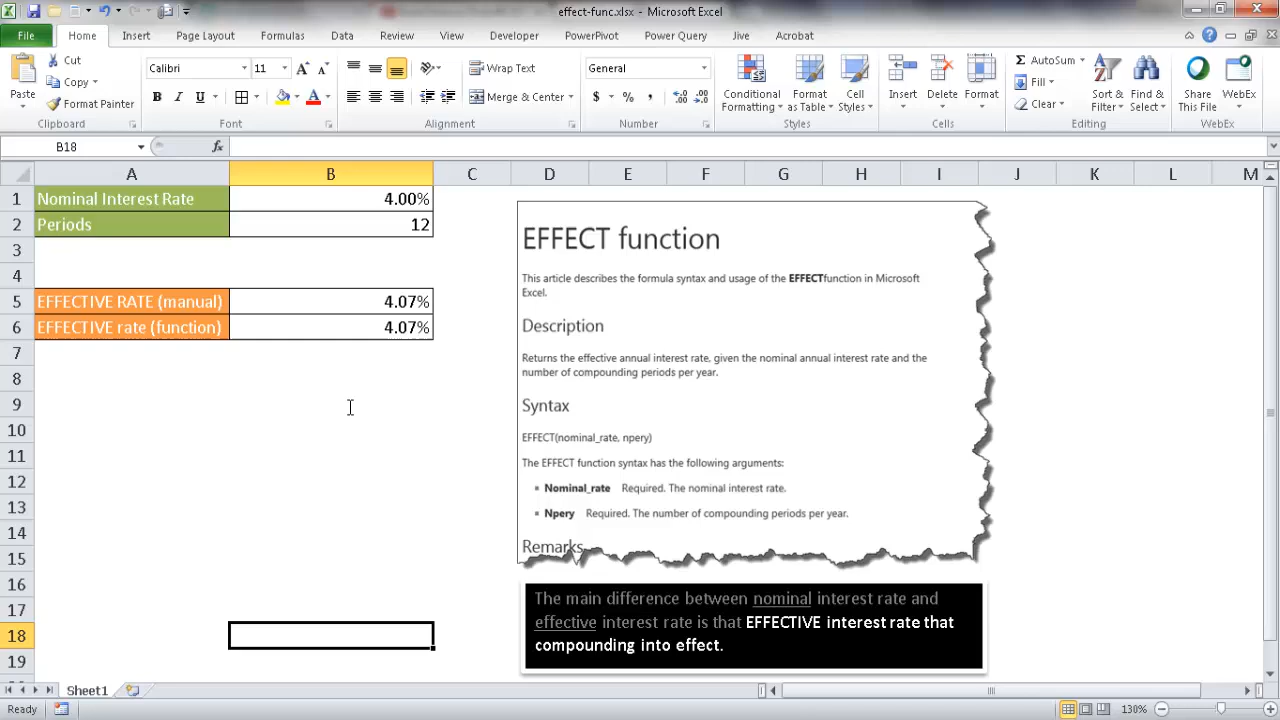 effect-func.xlsx - Microsoft Excel
File Home Insert Page Layout Formulas Data Review View Developer PowerPivot Power Query Jive Acrobat
Paste
Cut
Copy
Format Painter
Clipboard
Calibri 11
B I U
Font
Wrap Text
Merge & Center
Alignment
General
$ % ,
Number
Conditional Formatting
Format as Table
Cell Styles
Styles
Insert Delete Format
Cells
Σ AutoSum
Fill
Clear
Sort & Filter
Find & Select
Editing
Share This File
WebEx
WebEx
B18 fx
A B C D E F G H I J K L M
1 Nominal Interest Rate 4.00%
2 Periods 12
3
4
5 EFFECTIVE RATE (manual) 4.07%
6 EFFECTIVE rate (function) 4.07%
7
8
9
10
11
12
13
14
15
16
17
18
19
EFFECT function
This article describes the formula syntax and usage of the EFFECTfunction in Microsoft
Excel.
Description
Returns the effective annual interest rate, given the nominal annual interest rate and the
number of compounding periods per year.
Syntax
EFFECT(nominal_rate, npery)
The EFFECT function syntax has the following arguments:
Nominal_rate Required. The nominal interest rate.
Npery Required. The number of compounding periods per year.
Remarks
The main difference between nominal interest rate and
effective interest rate is that EFFECTIVE interest rate that
compounding into effect.
Sheet1
Ready 130%